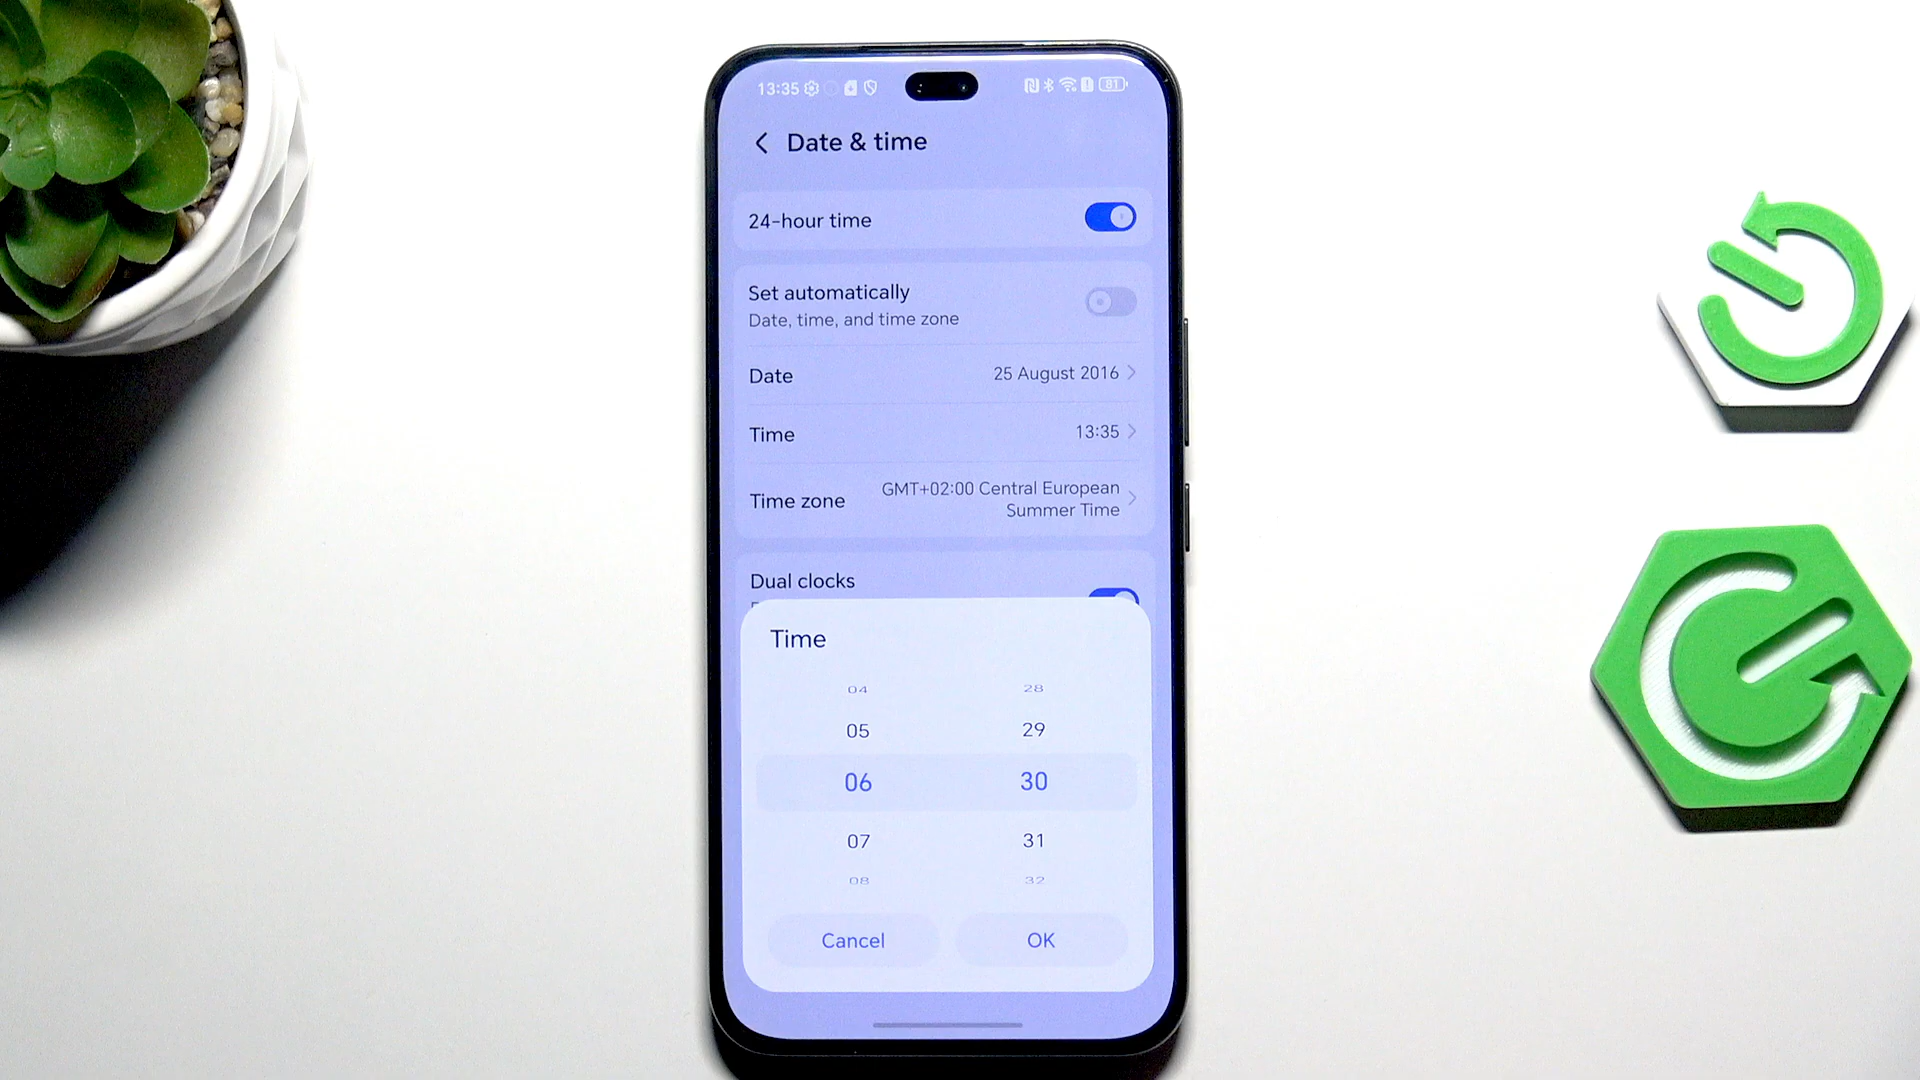 13:35
81
Date & time
24-hour time
Set automatically
Date, time, and time zone
Date
25 August 2016
Time
13:35
Time zone
GMT+02:00 Central European
Summer Time
Dual clocks
Time
04 28
05 29
06 30
07 31
08 32
Cancel OK